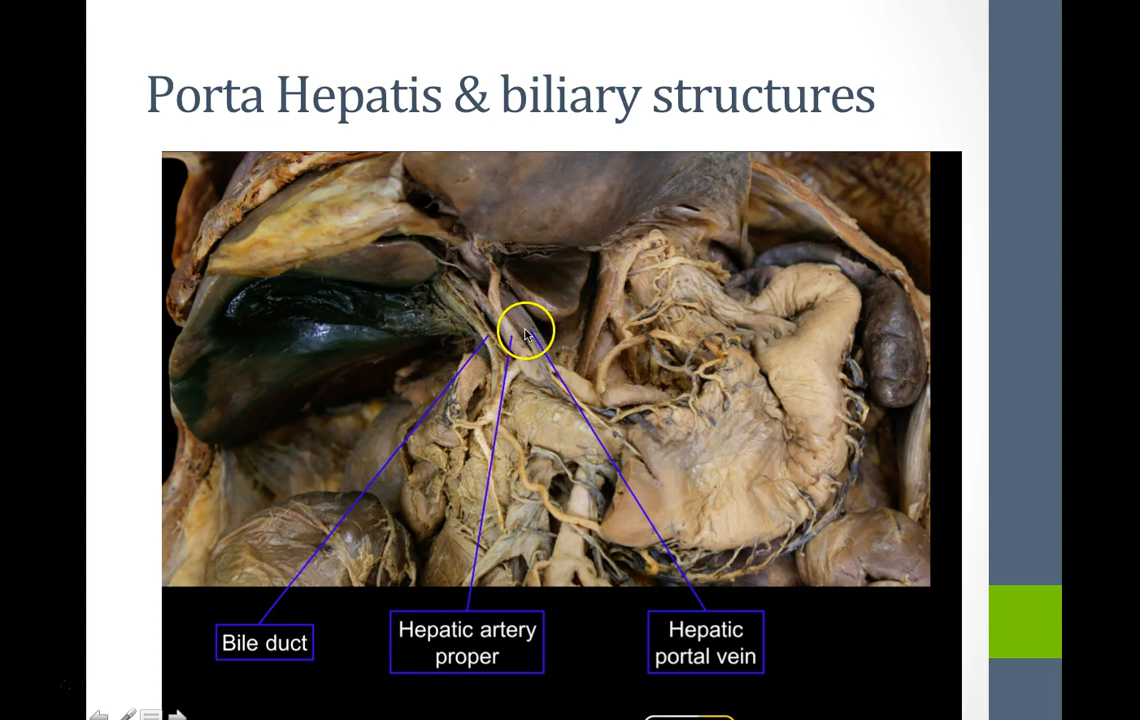 Porta Hepatis & biliary structures
Bile duct
Hepatic artery
proper
Hepatic
portal vein